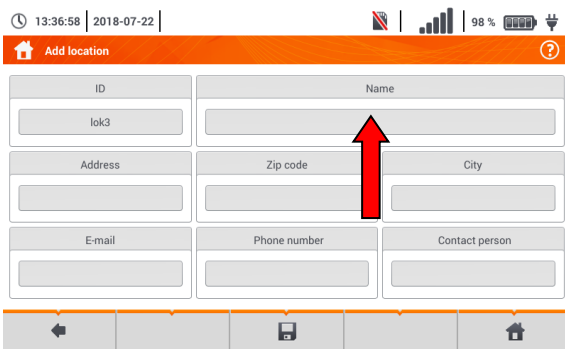 13:36:58 2018-07-22 98 %
Add location ?
ID Name
lok3
Address Zip code City
E-mail Phone number Contact person